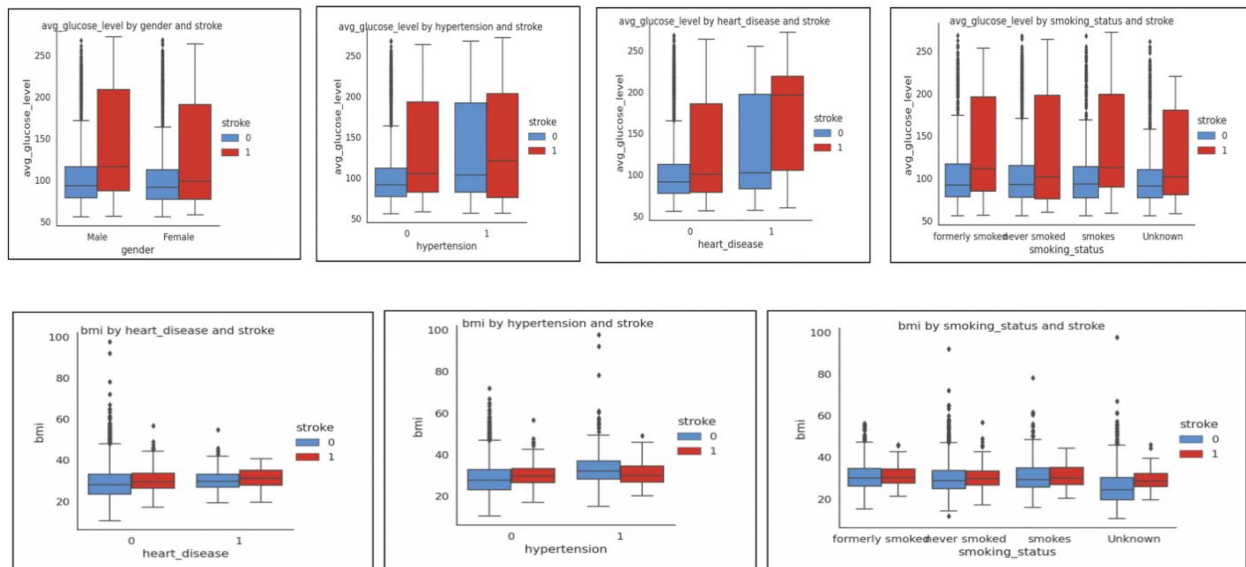 avg_glucose_level by gender and stroke
250
200
150
100
50
avg_glucose_level
Male Female
gender
stroke
0
1
avg_glucose_level by hypertension and stroke
250
200
150
100
50
avg_glucose_level
0 1
hypertension
stroke
0
1
avg_glucose_level by heart_disease and stroke
250
200
150
100
50
avg_glucose_level
0 1
heart_disease
stroke
0
1
avg_glucose_level by smoking_status and stroke
250
200
150
100
50
avg_glucose_level
formerly smoked never smoked smokes Unknown
smoking_status
stroke
0
1
bmi by heart_disease and stroke
100
80
60
40
20
bmi
0 1
heart_disease
stroke
0
1
bmi by hypertension and stroke
100
80
60
40
20
bmi
0 1
hypertension
stroke
0
1
bmi by smoking_status and stroke
100
80
60
40
20
bmi
formerly smoked never smoked smokes Unknown
smoking_status
stroke
0
1